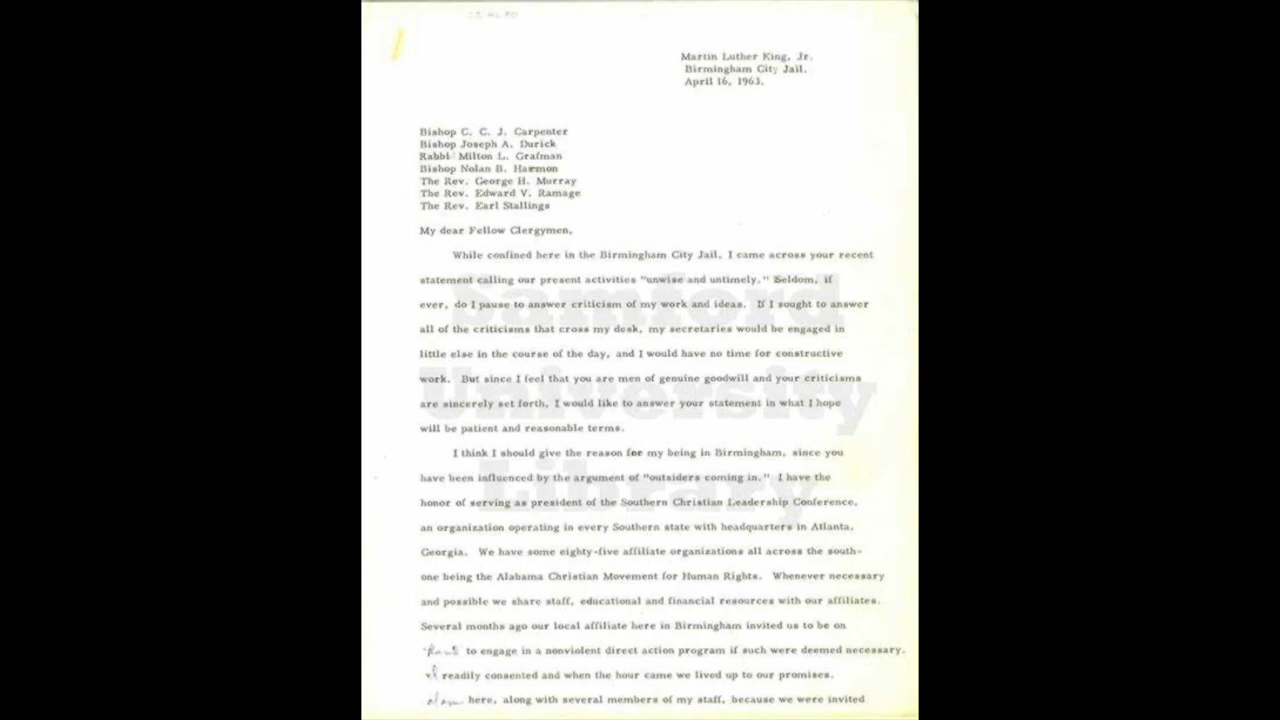 Martin Luther King, Jr.
Birmingham City Jail.
April 16, 1963.
Bishop C. C. J. Carpenter
Bishop Joseph A. Durick
Rabbi Milton L. Grafman
Bishop Nolan B. Harmon
The Rev. George H. Murray
The Rev. Edward V. Ramage
The Rev. Earl Stallings
My dear Fellow Clergymen,
While confined here in the Birmingham City Jail, I came across your recent
statement calling our present activities "unwise and untimely." Seldom, if
ever, do I pause to answer criticism of my work and ideas. If I sought to answer
all of the criticisms that cross my desk, my secretaries would be engaged in
little else in the course of the day, and I would have no time for constructive
work. But since I feel that you are men of genuine goodwill and your criticisms
are sincerely set forth, I would like to answer your statement in what I hope
will be patient and reasonable terms.
I think I should give the reason for my being in Birmingham, since you
have been influenced by the argument of "outsiders coming in." I have the
honor of serving as president of the Southern Christian Leadership Conference,
an organization operating in every Southern state with headquarters in Atlanta,
Georgia. We have some eighty-five affiliate organizations all across the south-
one being the Alabama Christian Movement for Human Rights. Whenever necessary
and possible we share staff, educational and financial resources with our affiliates.
Several months ago our local affiliate here in Birmingham invited us to be on
to engage in a nonviolent direct action program if such were deemed necessary.
readily consented and when the hour came we lived up to our promises.
here, along with several members of my staff, because we were invited
Samford
University
Library